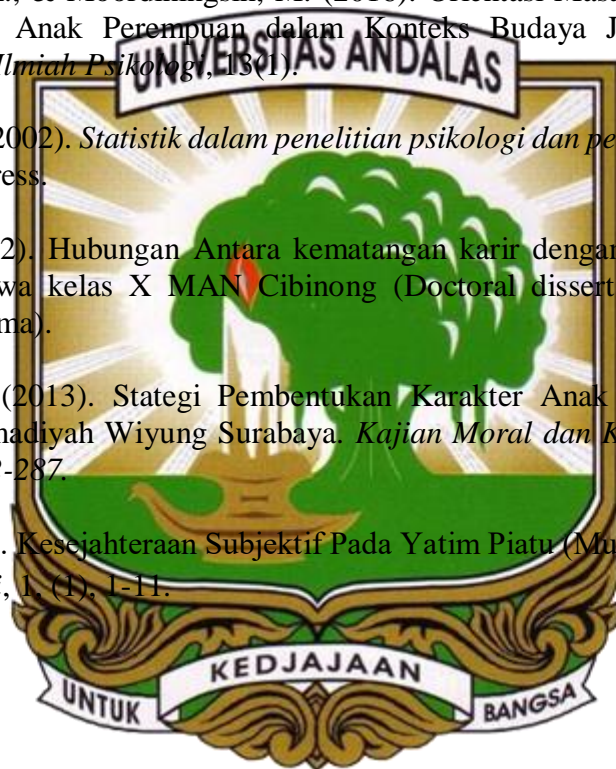 ., & Moordiningsih, M. (2016). Orientasi Mas
Anak Perempuan dalam Konteks Budaya J
UNIVERSITAS ANDALAS
Ilmiah Psikologi, 13(1).
2002). Statistik dalam penelitian psikologi dan pe
ress.
2). Hubungan Antara kematangan karir dengan
wa kelas X MAN Cibinong (Doctoral dissert
ma).
(2013). Stategi Pembentukan Karakter Anak
nadiyah Wiyung Surabaya. Kajian Moral dan K
-287.
. Kesejahteraan Subjektif Pada Yatim Piatu (Mu
, 1, (1), 1-11.
UNTUK KEDJAJAAN BANGSA